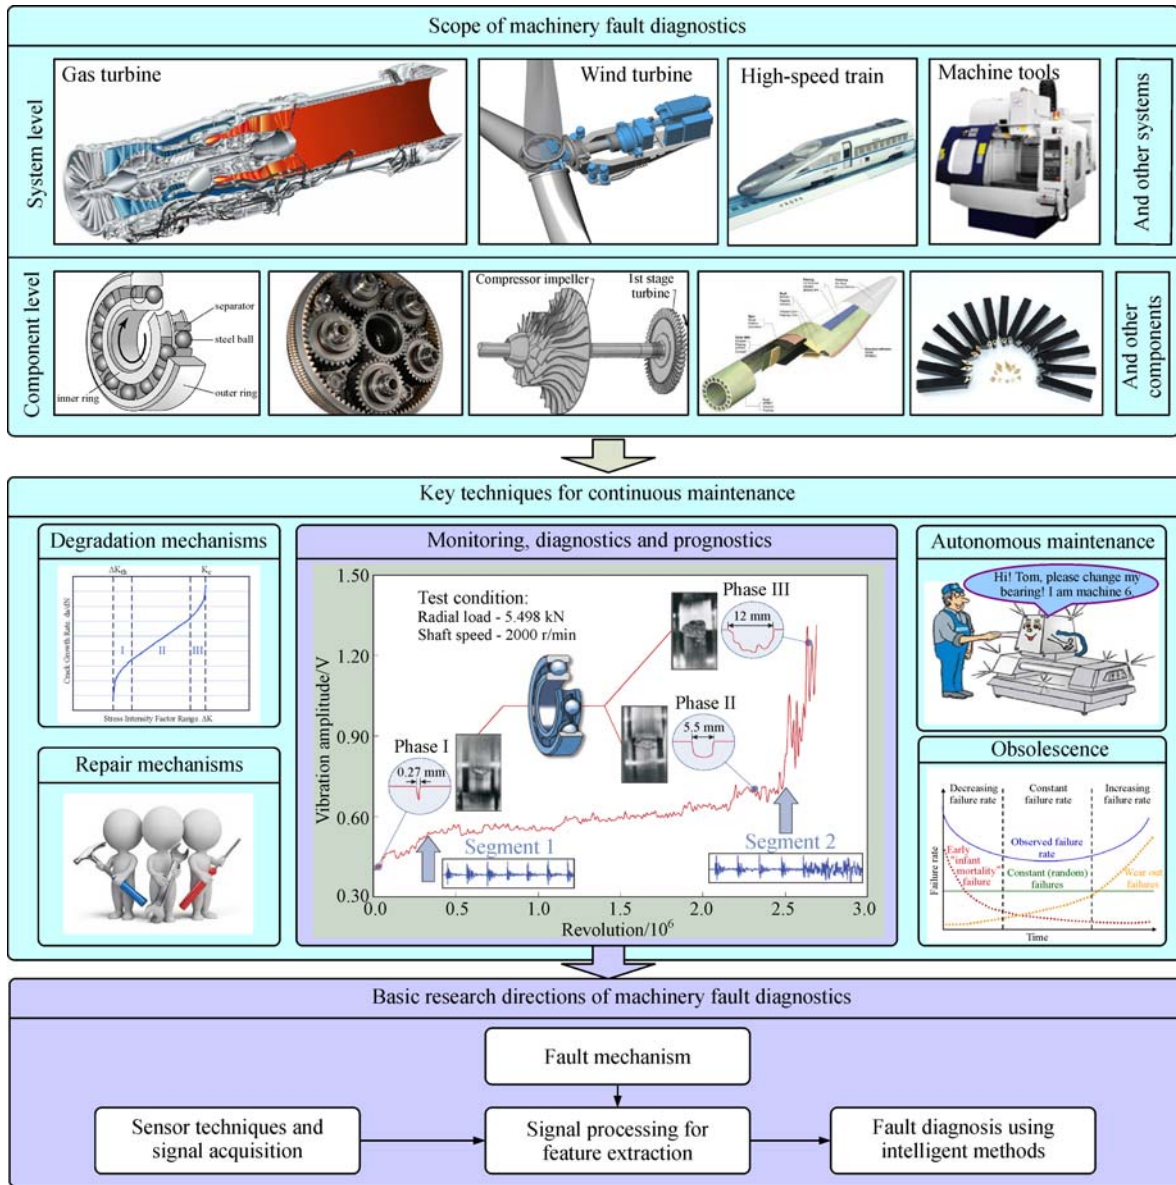 Scope of machinery fault diagnostics
System level
Gas turbine
Wind turbine
High-speed train
Machine tools
And other systems
Component level
separator
steel ball
inner ring
outer ring
Compressor impeller
1st stage
turbine
And other
components
Key techniques for continuous maintenance
Degradation mechanisms
ΔKth
Kc
Crack Growth Rate da/dN
I
II
III
Stress Intensity Factor Range ΔK
Repair mechanisms
Monitoring, diagnostics and prognostics
Vibration amplitude/V
1.50
1.20
0.90
0.60
0.30
Test condition:
Radial load - 5.498 kN
Shaft speed - 2000 r/min
Phase I
0.27 mm
Phase II
5.5 mm
Phase III
12 mm
Segment 1
Segment 2
0.0
0.5
1.0
1.5
2.0
2.5
3.0
Revolution/10⁶
Autonomous maintenance
Hi! Tom, please change my
bearing! I am machine 6.
Obsolescence
Decreasing
failure rate
Constant
failure rate
Increasing
failure rate
Failure rate
Observed failure
rate
Early
"infant
mortality"
failure
Constant (random)
failures
Wear out
failures
Time
Basic research directions of machinery fault diagnostics
Fault mechanism
Sensor techniques and
signal acquisition
Signal processing for
feature extraction
Fault diagnosis using
intelligent methods